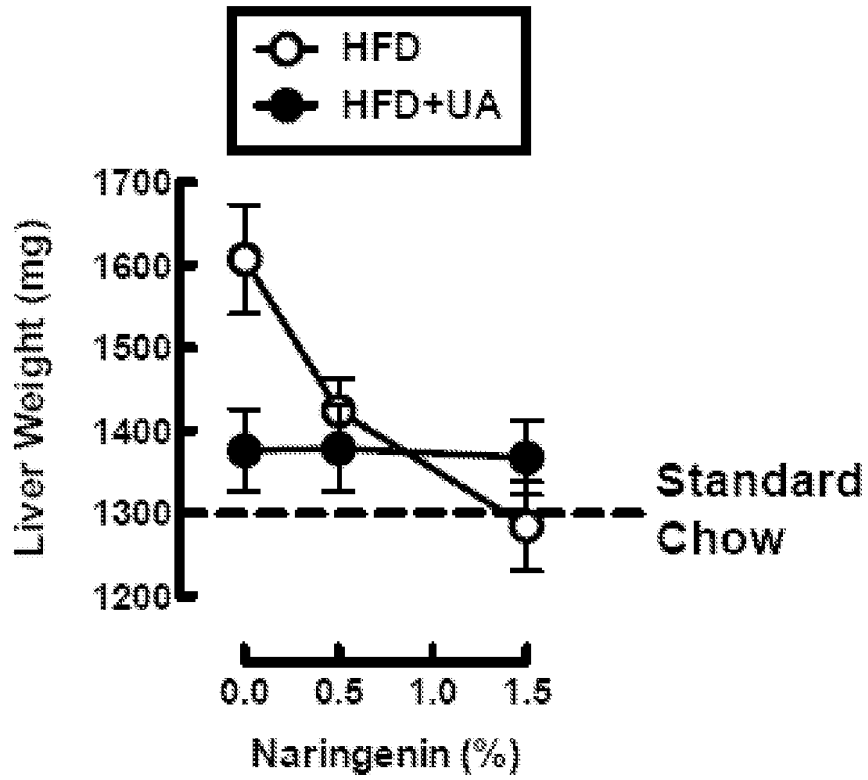 HFD
HFD+UA
1700
1600
1500
1400
1300
1200
Liver Weight (mg)
Standard
Chow
0.0 0.5 1.0 1.5
Naringenin (%)